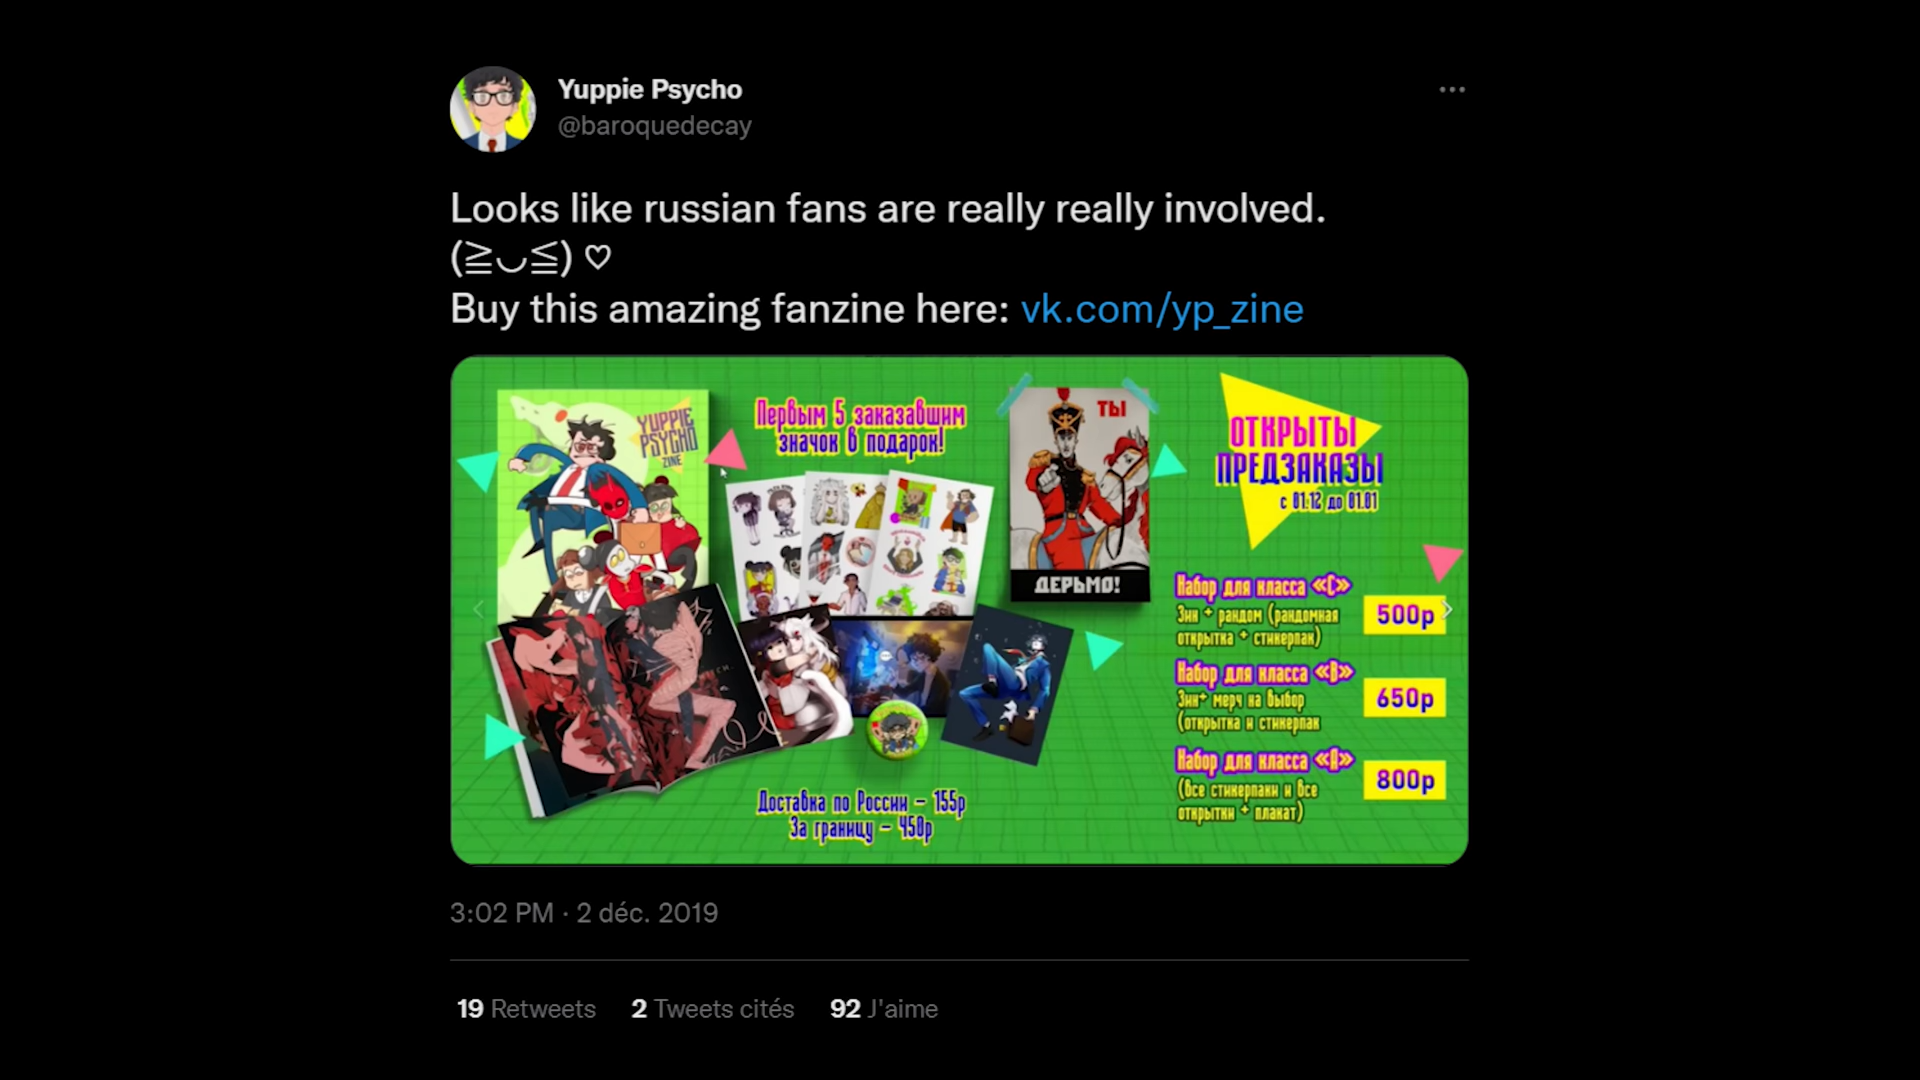 Yuppie Psycho
@baroquedecay
Looks like russian fans are really really involved.
(≧◡≦) ♡
Buy this amazing fanzine here: vk.com/yp_zine
YUPPIE
PSYCHO
ZINE
Первым 5 заказавшим
значок в подарок!
ТЫ
ДЕРЬМО!
ОТКРЫТЫ
ПРЕДЗАКАЗЫ
с 01.12 до 01.01
Набор для класса «C»
Зин + рандом (рандомная
открытка + стикерпак)
500р
Набор для класса «B»
Зин+ мерч на выбор
(открытка и стикерпак
650р
Набор для класса «A»
(все стикерпаки и все
открытки + плакат)
800р
Доставка по России – 155р
За границу – 450р
3:02 PM · 2 déc. 2019
19 Retweets 2 Tweets cités 92 J'aime